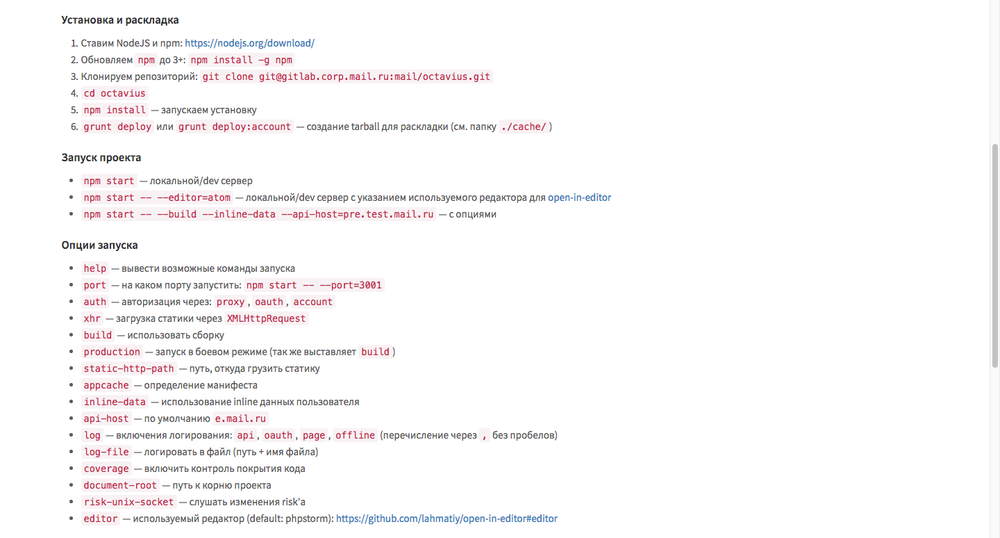 Установка и раскладка
1. Ставим NodeJS и npm: https://nodejs.org/download/
2. Обновляем npm до 3+: npm install -g npm
3. Клонируем репозиторий: git clone git@gitlab.corp.mail.ru:mail/octavius.git
4. cd octavius
5. npm install — запускаем установку
6. grunt deploy или grunt deploy:account — создание tarball для раскладки (см. папку ./cache/)
Запуск проекта
• npm start — локальной/dev сервер
• npm start -- --editor=atom — локальной/dev сервер с указанием используемого редактора для open-in-editor
• npm start -- --build --inline-data --api-host=pre.test.mail.ru — с опциями
Опции запуска
• help — вывести возможные команды запуска
• port — на каком порту запустить: npm start -- --port=3001
• auth — авторизация через: proxy, oauth, account
• xhr — загрузка статики через XMLHttpRequest
• build — использовать сборку
• production — запуск в боевом режиме (так же выставляет build)
• static-http-path — путь, откуда грузить статику
• appcache — определение манифеста
• inline-data — использование inline данных пользователя
• api-host — по умолчанию e.mail.ru
• log — включения логирования: api, oauth, page, offline (перечисление через , без пробелов)
• log-file — логировать в файл (путь + имя файла)
• coverage — включить контроль покрытия кода
• document-root — путь к корню проекта
• risk-unix-socket — слушать изменения risk'а
• editor — используемый редактор (default: phpstorm): https://github.com/lahmatiy/open-in-editor#editor